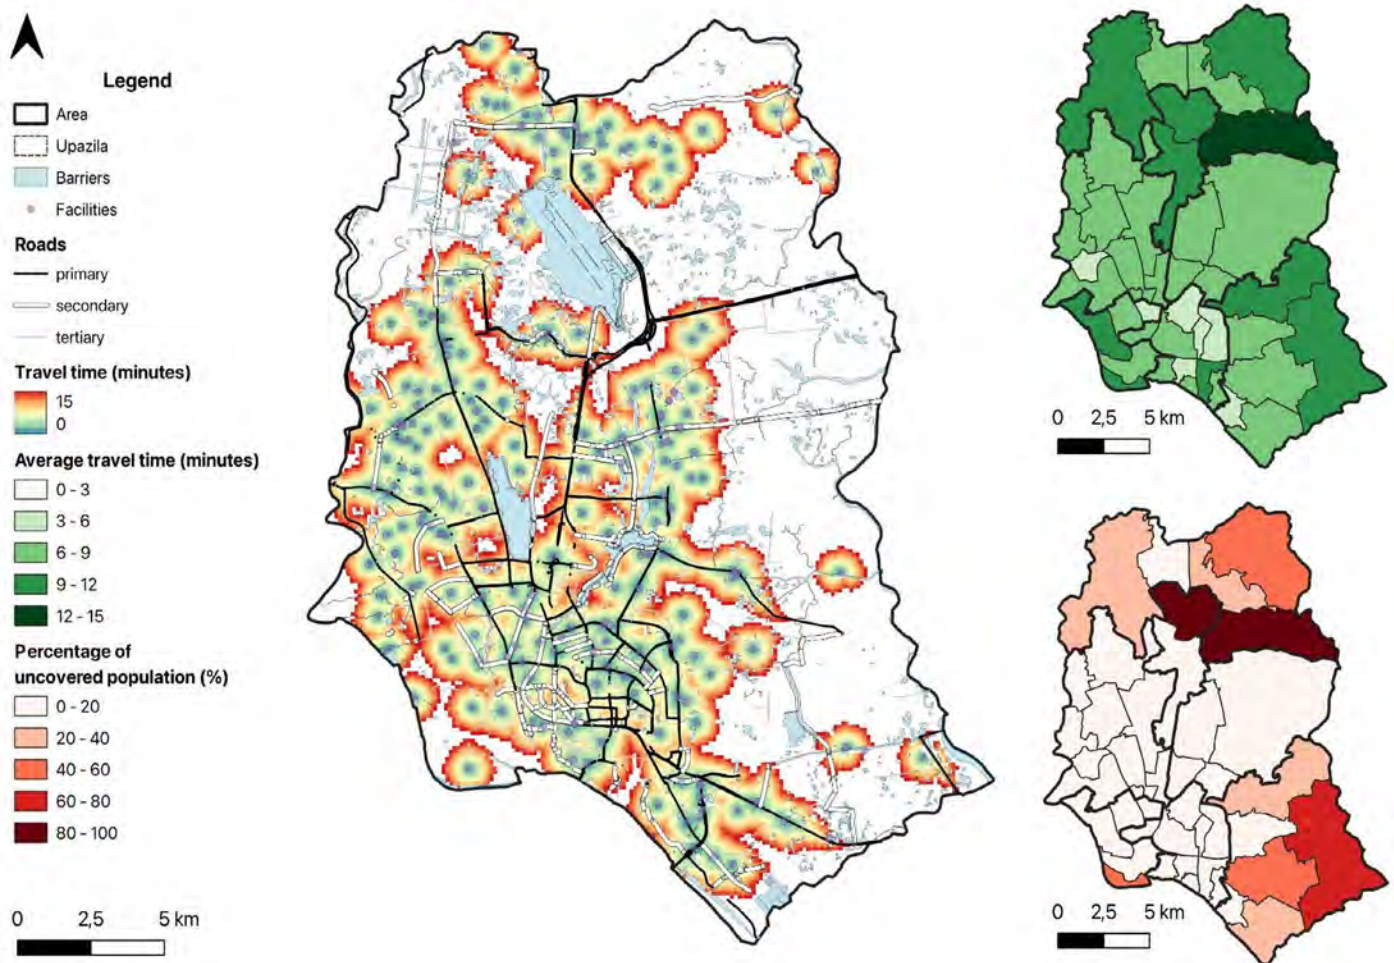 Legend
Area
Upazila
Barriers
Facilities
Roads
primary
secondary
tertiary
Travel time (minutes)
15
0
Average travel time (minutes)
0 - 3
3 - 6
6 - 9
9 - 12
12 - 15
Percentage of
uncovered population (%)
0 - 20
20 - 40
40 - 60
60 - 80
80 - 100
0 2,5 5 km
0 2,5 5 km
0 2,5 5 km